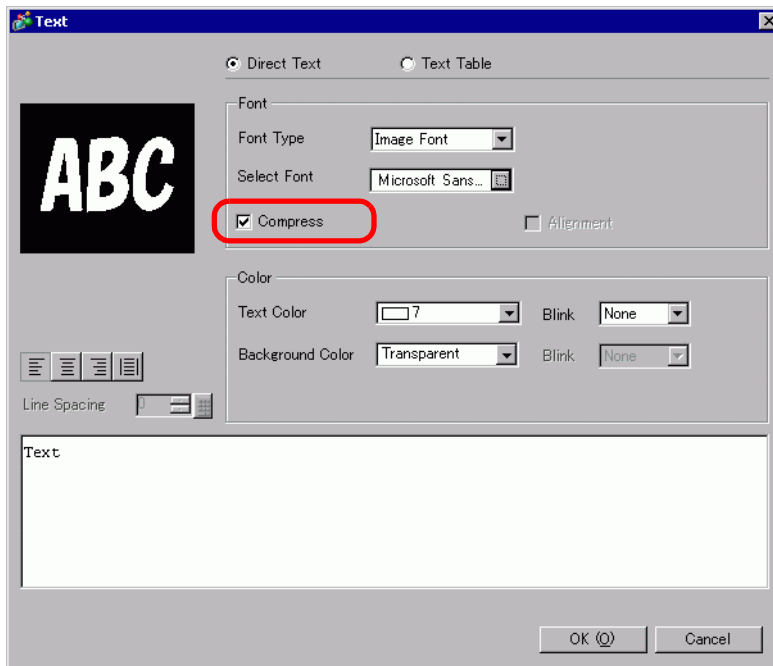 Text
Direct Text Text Table
Font
Font Type Image Font
Select Font Microsoft Sans...
Compress Alignment
ABC
Color
Text Color 7 Blink None
Background Color Transparent Blink None
Line Spacing 0
Text
OK (O) Cancel